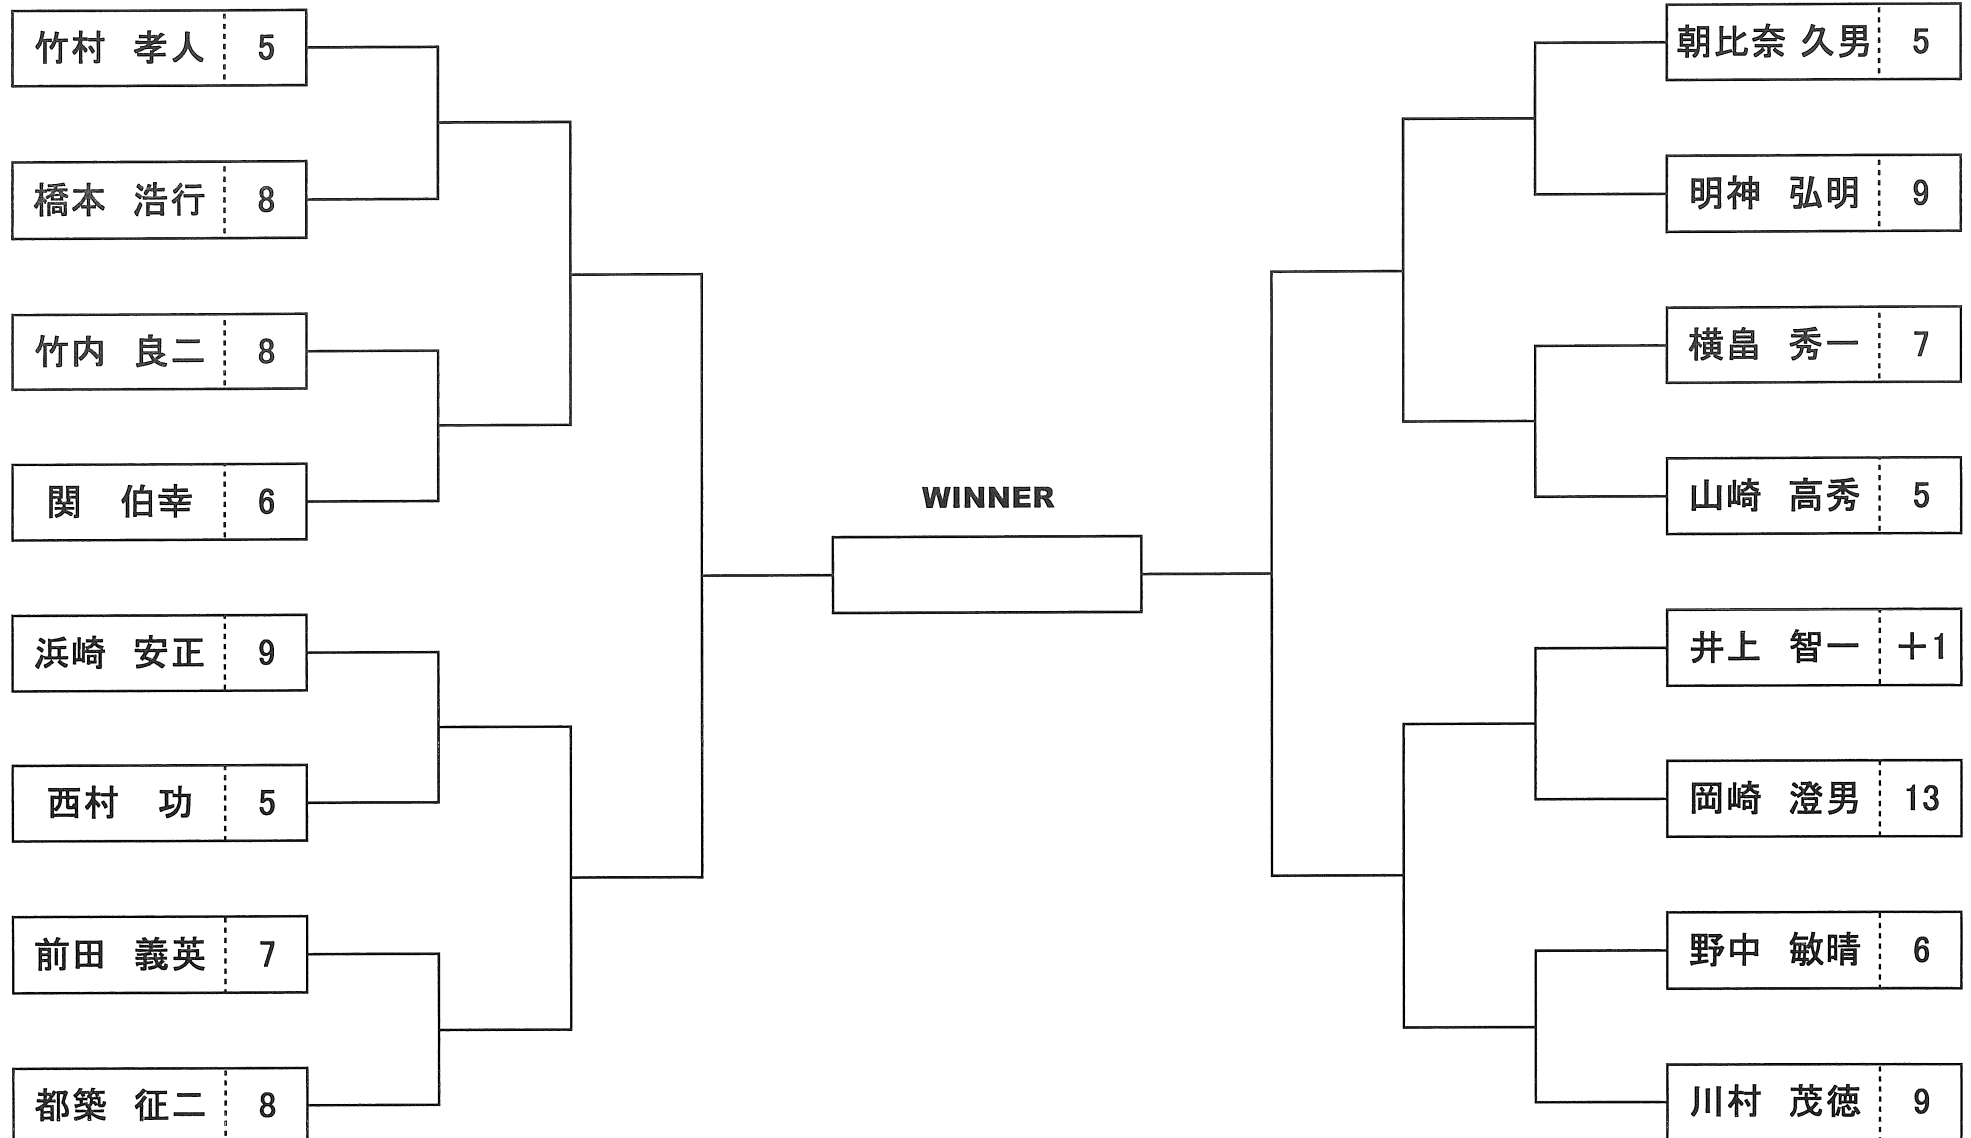 竹村 孝人 5
橋本 浩行 8
竹内 良二 8
関 伯幸 6
浜崎 安正 9
西村 功 5
前田 義英 7
都築 征二 8
WINNER
朝比奈 久男 5
明神 弘明 9
横畠 秀一 7
山崎 高秀 5
井上 智一 +1
岡崎 澄男 13
野中 敏晴 6
川村 茂徳 9